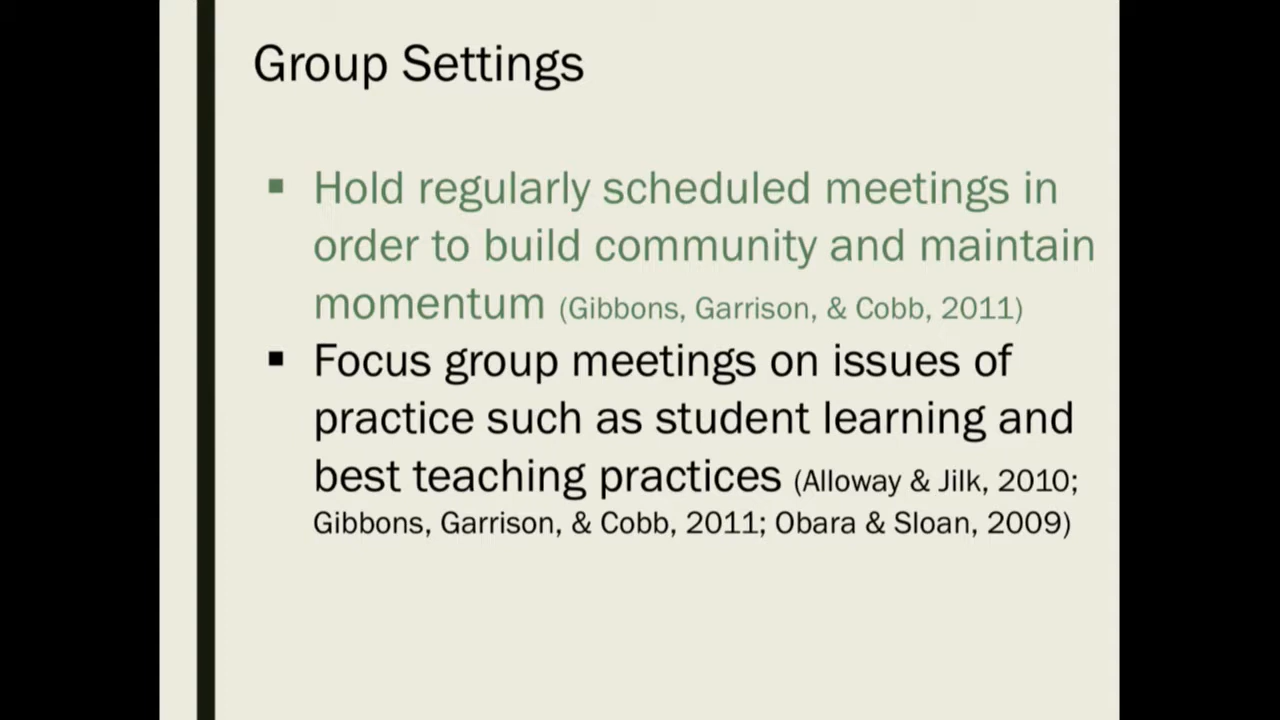 Group Settings
▪ Hold regularly scheduled meetings in
order to build community and maintain
momentum (Gibbons, Garrison, & Cobb, 2011)
▪ Focus group meetings on issues of
practice such as student learning and
best teaching practices (Alloway & Jilk, 2010;
Gibbons, Garrison, & Cobb, 2011; Obara & Sloan, 2009)